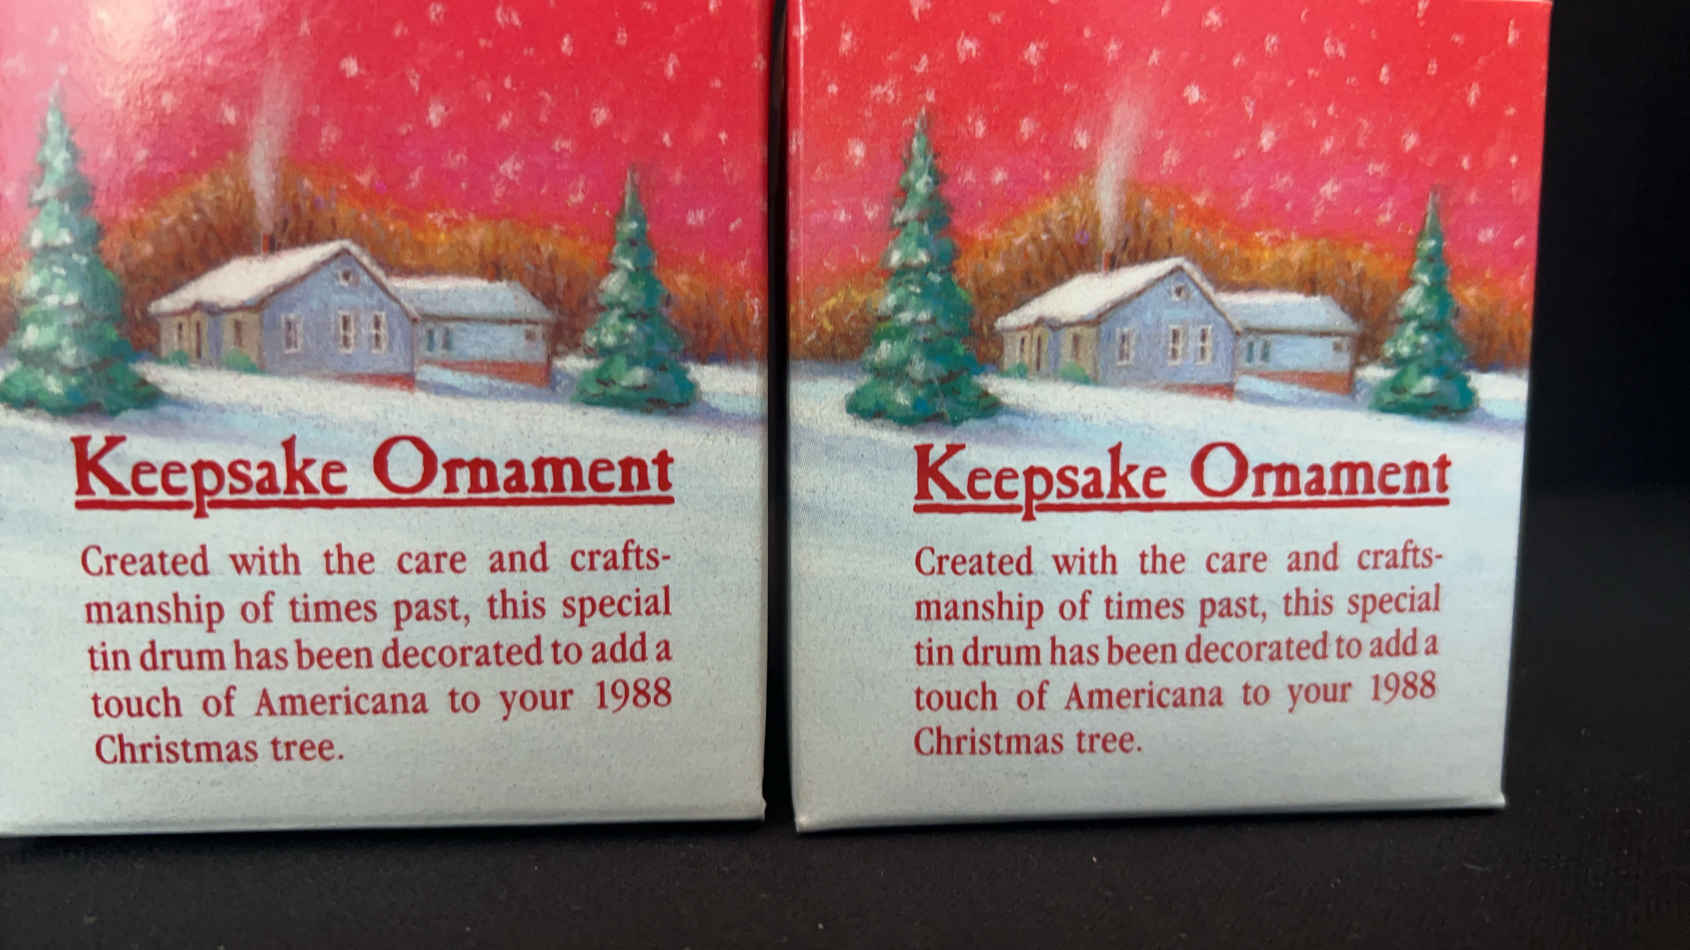 Keepsake Ornament
Created with the care and crafts-
manship of times past, this special
tin drum has been decorated to add a
touch of Americana to your 1988
Christmas tree.
Keepsake Ornament
Created with the care and crafts-
manship of times past, this special
tin drum has been decorated to add a
touch of Americana to your 1988
Christmas tree.